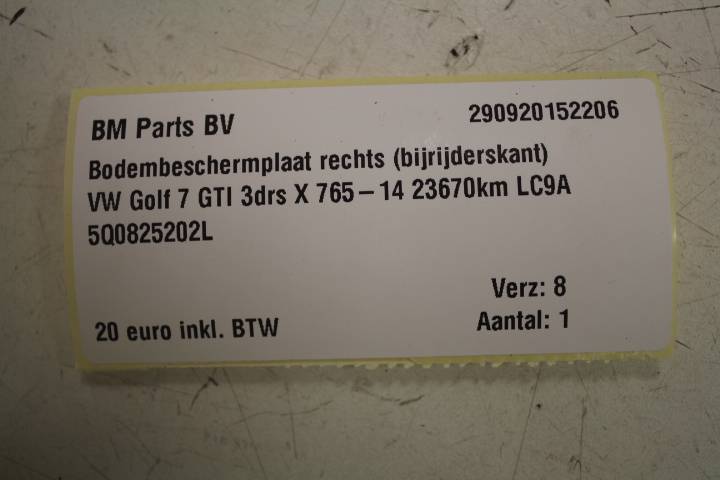 BM Parts BV 290920152206
Bodembeschermplaat rechts (bijrijderskant)
VW Golf 7 GTI 3drs X 765-14 23670km LC9A
5Q0825202L
Verz: 8
20 euro inkl. BTW Aantal: 1